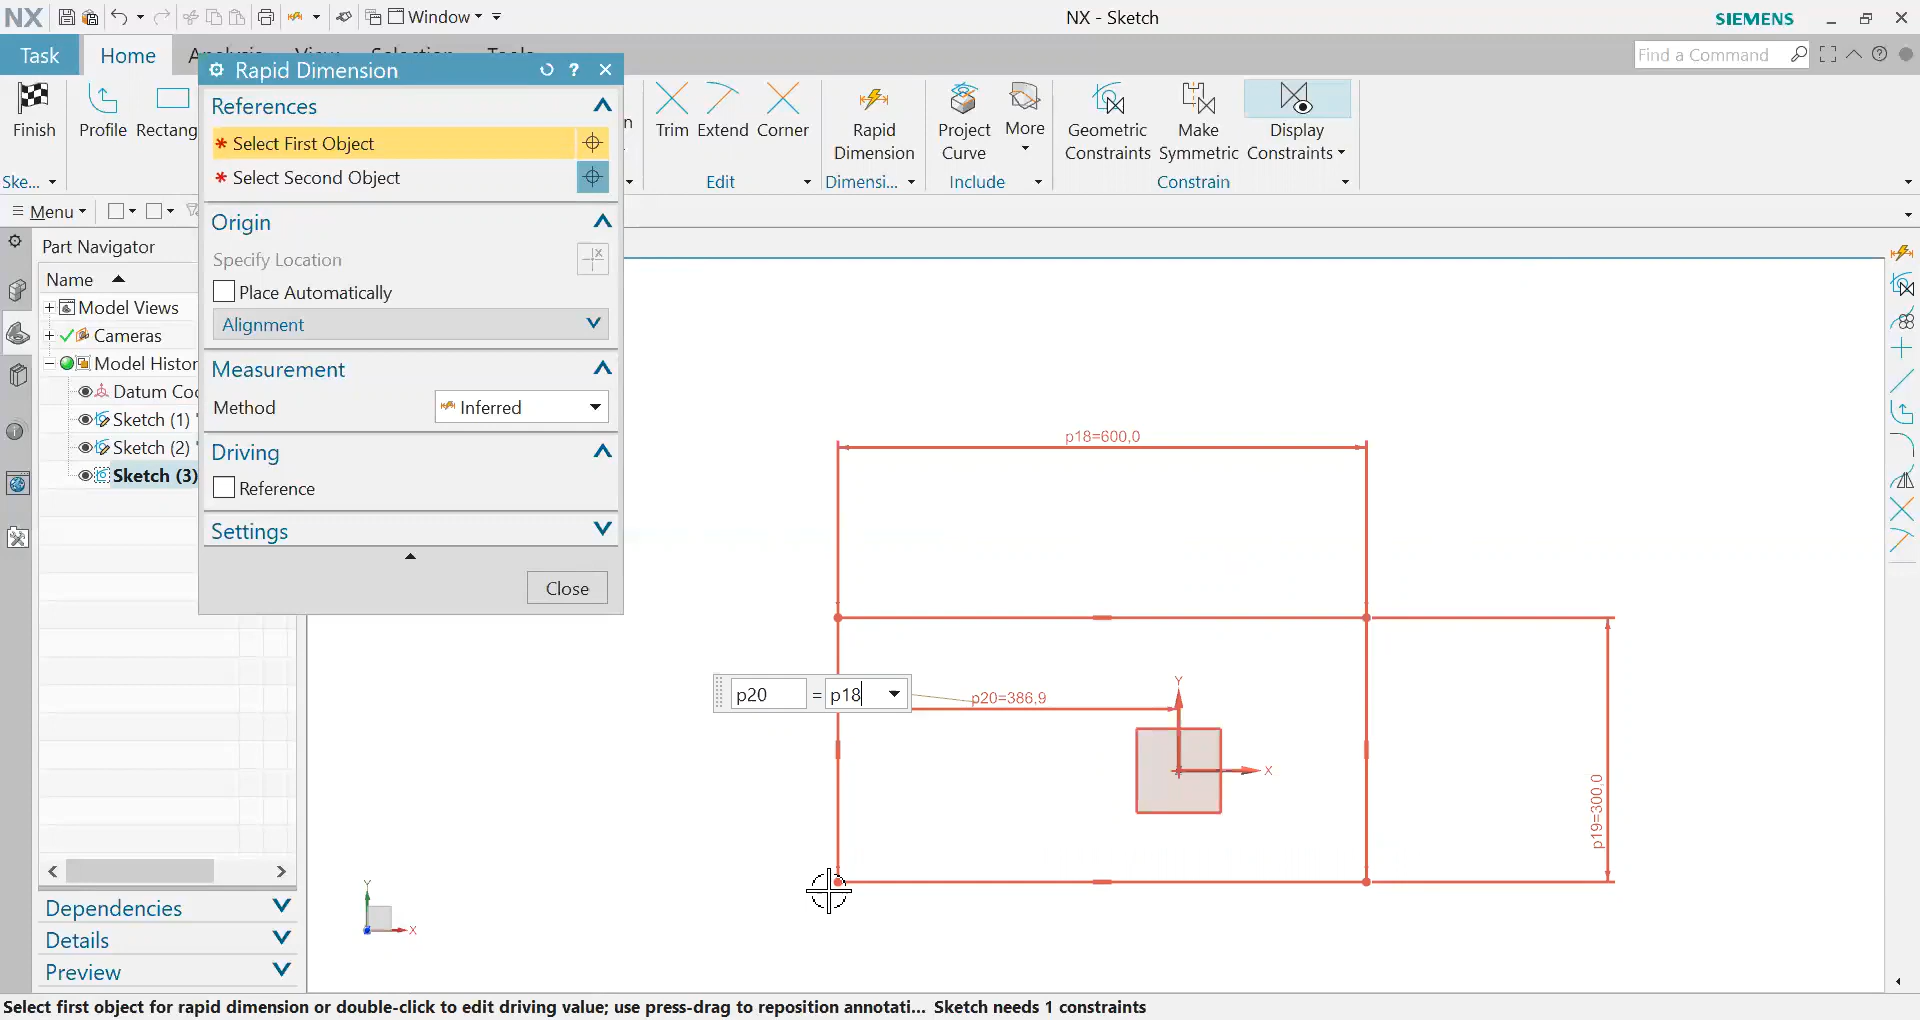 NX
Window
NX - Sketch
SIEMENS
Task
Home
Analysis
View
Selection
Tools
Find a Command
Rapid Dimension
References
* Select First Object
* Select Second Object
Origin
Specify Location
Place Automatically
Alignment
Measurement
Method
Inferred
Driving
Reference
Settings
Close
Finish
Profile
Rectang
Trim
Extend
Corner
Rapid
Dimension
Project
Curve
More
Geometric
Constraints
Make
Symmetric
Display
Constraints
Ske...
Edit
Dimensi...
Include
Constrain
Menu
Part Navigator
Name
Model Views
Cameras
Model Histor
Datum Coo
Sketch (1) "
Sketch (2) "
Sketch (3)
Dependencies
Details
Preview
p18=600,0
p20 = p18
p20=386,9
p19=300,0
Y
X
Y
X
Select first object for rapid dimension or double-click to edit driving value; use press-drag to reposition annotati... Sketch needs 1 constraints